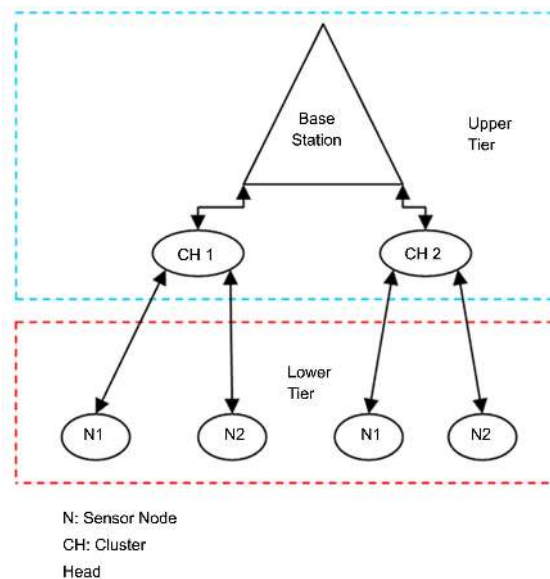 Base
Station
Upper
Tier
CH 1
CH 2
Lower
Tier
N1
N2
N1
N2
N: Sensor Node
CH: Cluster
Head